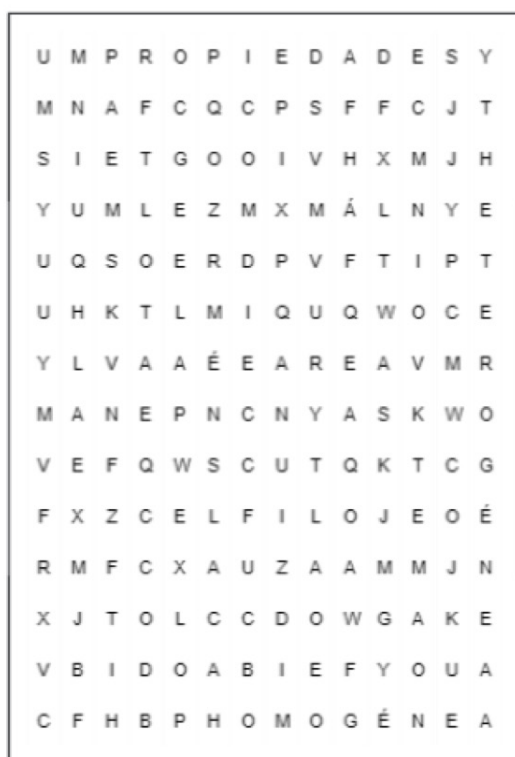 U M P R O P I E D A D E S Y
M N A F C Q C P S F F C J T
S I E T G O O I V H X M J H
Y U M L E Z M X M Á L N Y E
U Q S O E R D P V F T I P T
U H K T L M I Q U Q W O C E
Y L V A A É E A R E A V M R
M A N E P N C N Y A S K W O
V E F Q W S C U T Q K T C G
F X Z C E L F I L O J E O É
R M F C X A U Z A A M M J N
X J T O L C C D O W G A K E
V B I D O A B I E F Y O U A
C F H B P H O M O G É N E A